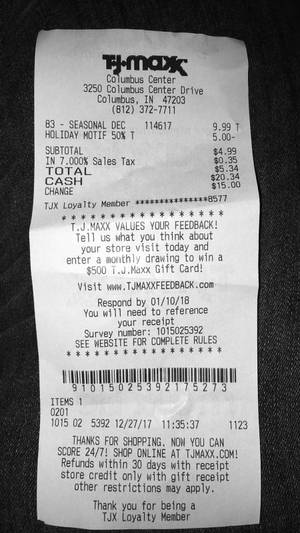 T·J·maxx
Columbus Center
3250 Columbus Center Drive
Columbus, IN 47203
(812) 372-7711
83 - SEASONAL DEC 114617 9.99 T
HOLIDAY MOTIF 50% T 5.00-
SUBTOTAL $4.99
IN 7.000% Sales Tax $0.35
TOTAL $5.34
CASH $20.34
CHANGE $15.00
TJX Loyalty Member ***************8577
* * * * * * * * * * * * * * * * * *
T.J.MAXX VALUES YOUR FEEDBACK!
Tell us what you think about
your store visit today and
enter a monthly drawing to win a
$500 T.J.Maxx Gift Card!
Visit www.TJMAXXFEEDBACK.com
Respond by 01/10/18
You will need to reference
your receipt
Survey number: 1015025392
SEE WEBSITE FOR COMPLETE RULES
* * * * * * * * * * * * * * * * * *
9101502539217 5273
ITEMS 1
0201
1015 02 5392 12/27/17 11:35:37 1123
THANKS FOR SHOPPING. NOW YOU CAN
SCORE 24/7! SHOP ONLINE AT TJMAXX.COM!
Refunds within 30 days with receipt
store credit only with gift receipt
other restrictions may apply.
Thank you for being a
TJX Loyalty Member